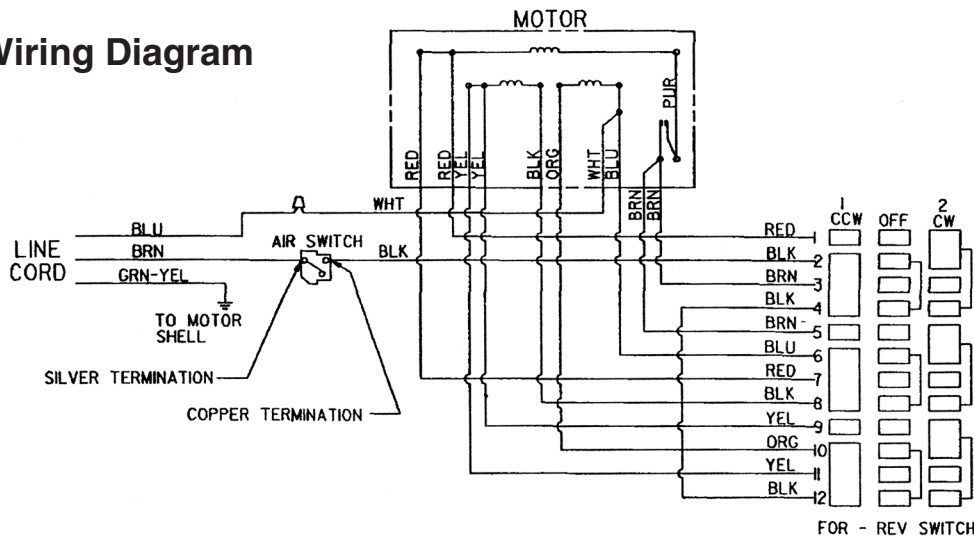 Wiring Diagram
MOTOR
PUR
RED
RED
YEL
YEL
BLK
ORG
WHT
BLU
BRN
BRN
WHT
BLU
LINE CORD
BRN
GRN-YEL
AIR SWITCH
BLK
TO MOTOR
SHELL
SILVER TERMINATION
COPPER TERMINATION
1
CCW
OFF
2
CW
RED 1
BLK 2
BRN 3
BLK 4
BRN 5
BLU 6
RED 7
BLK 8
YEL 9
ORG 10
YEL 11
BLK 12
FOR - REV SWITCH